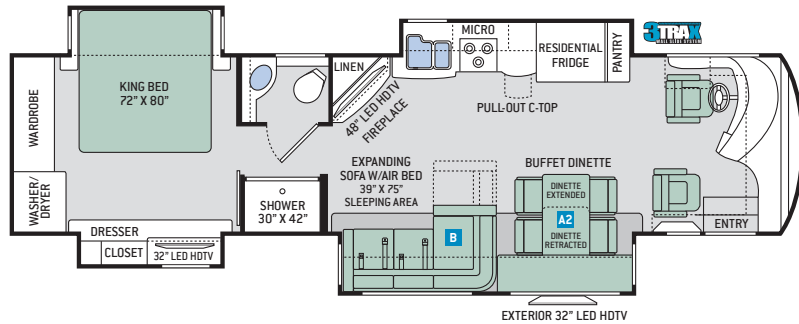 3TRAX
MICRO
RESIDENTIAL
FRIDGE
PANTRY
LINEN
KING BED
72" X 80"
WARDROBE
48" LED HDTV
FIREPLACE
PULL-OUT C-TOP
EXPANDING
SOFA W/AIR BED
39" X 75"
SLEEPING AREA
BUFFET DINETTE
WASHER/
DRYER
SHOWER
30" X 42"
DINETTE
EXTENDED
A2
DINETTE
RETRACTED
B
ENTRY
DRESSER
CLOSET
32" LED HDTV
EXTERIOR 32" LED HDTV